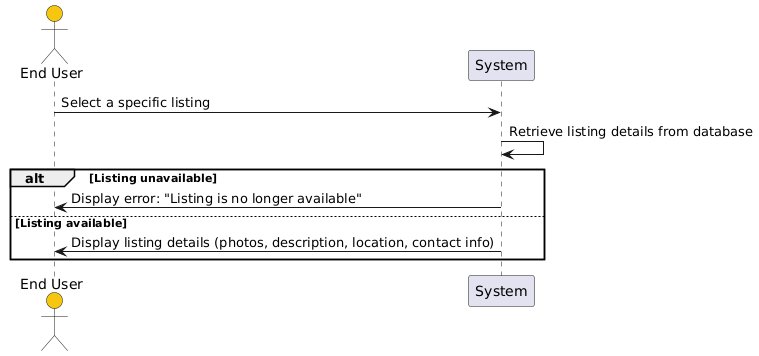 End User
System
Select a specific listing
Retrieve listing details from database
alt
[Listing unavailable]
Display error: "Listing is no longer available"
[Listing available]
Display listing details (photos, description, location, contact info)
End User
System